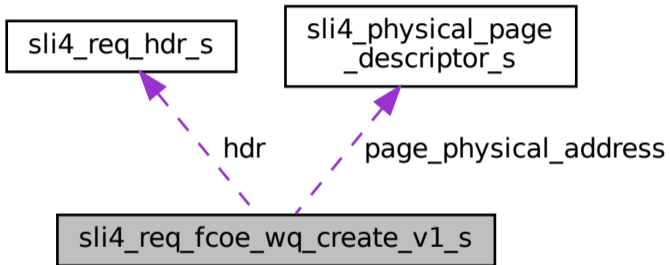 sli4_req_hdr_s
sli4_physical_page
_descriptor_s
hdr
page_physical_address
sli4_req_fcoe_wq_create_v1_s